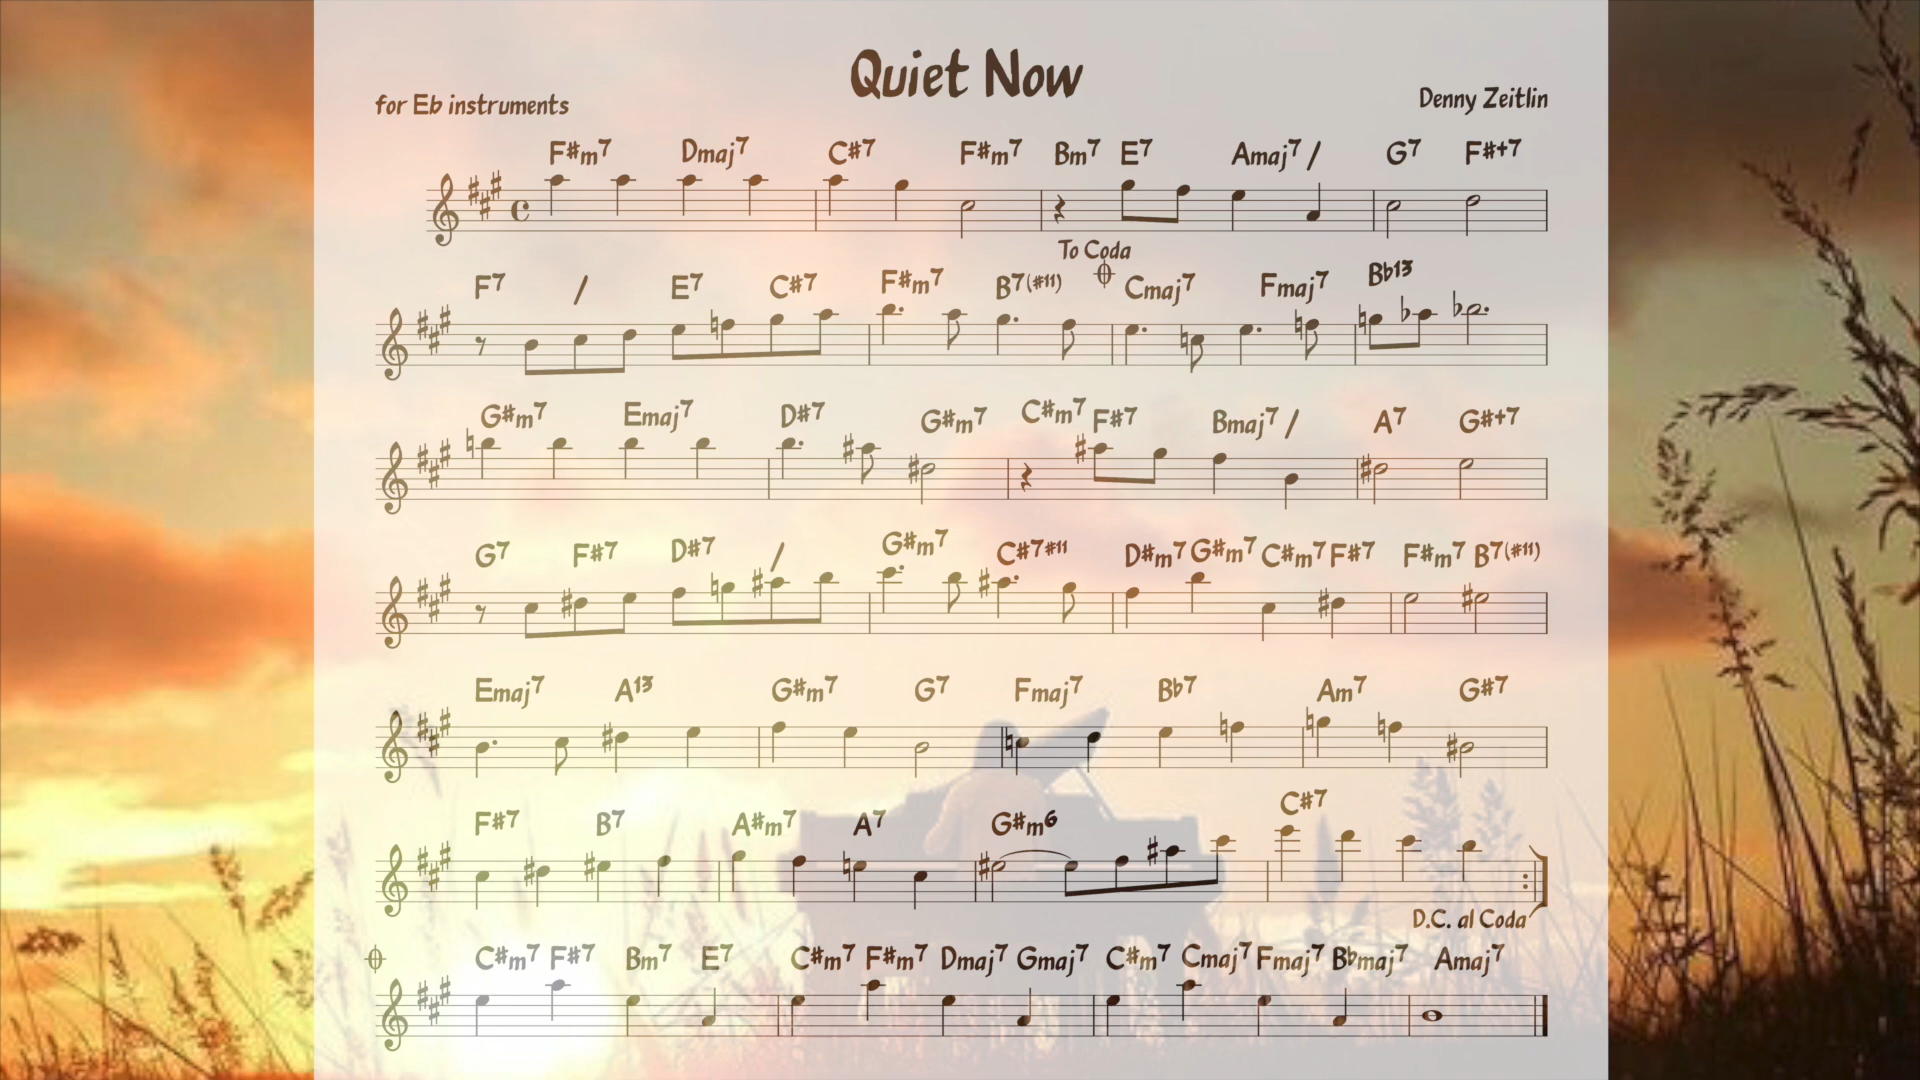 Quiet Now
for Eb instruments
Denny Zeitlin
F#m7 Dmaj7 C#7 F#m7 Bm7 E7 Amaj7 / G7 F#+7
To Coda
F7 / E7 C#7 F#m7 B7(#11) Cmaj7 Fmaj7 Bb13
G#m7 Emaj7 D#7 G#m7 C#m7 F#7 Bmaj7 / A7 G#+7
G7 F#7 D#7 / G#m7 C#7#11 D#m7 G#m7 C#m7 F#7 F#m7 B7(#11)
Emaj7 A13 G#m7 G7 Fmaj7 Bb7 Am7 G#7
F#7 B7 A#m7 A7 G#m6 C#7
D.C. al Coda
C#m7 F#7 Bm7 E7 C#m7 F#m7 Dmaj7 Gmaj7 C#m7 Cmaj7 Fmaj7 Bbmaj7 Amaj7